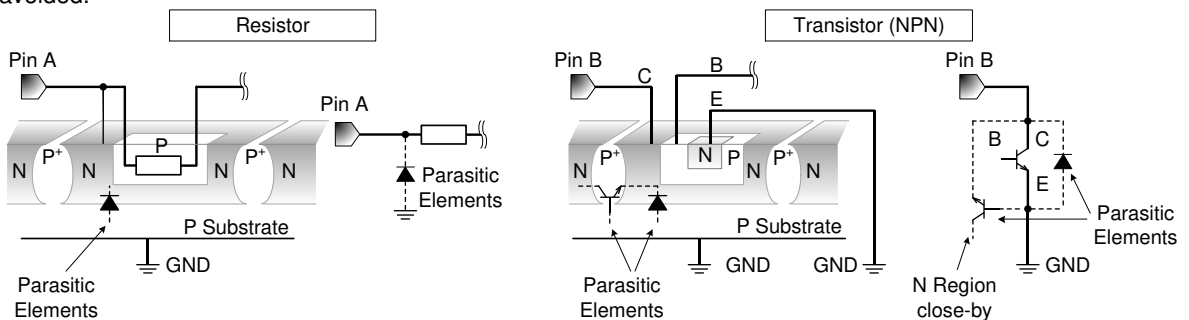 avoided.
Resistor
Transistor (NPN)
Pin A
Pin A
Pin B
C
B
E
Pin B
N
P+
N
P
N
P+
N
Parasitic
Elements
N
P+
N
N
P
N
P+
N
B
C
E
P Substrate
P Substrate
Parasitic
Elements
GND
GND
GND
GND
Parasitic
Elements
Parasitic
Elements
N Region
close-by